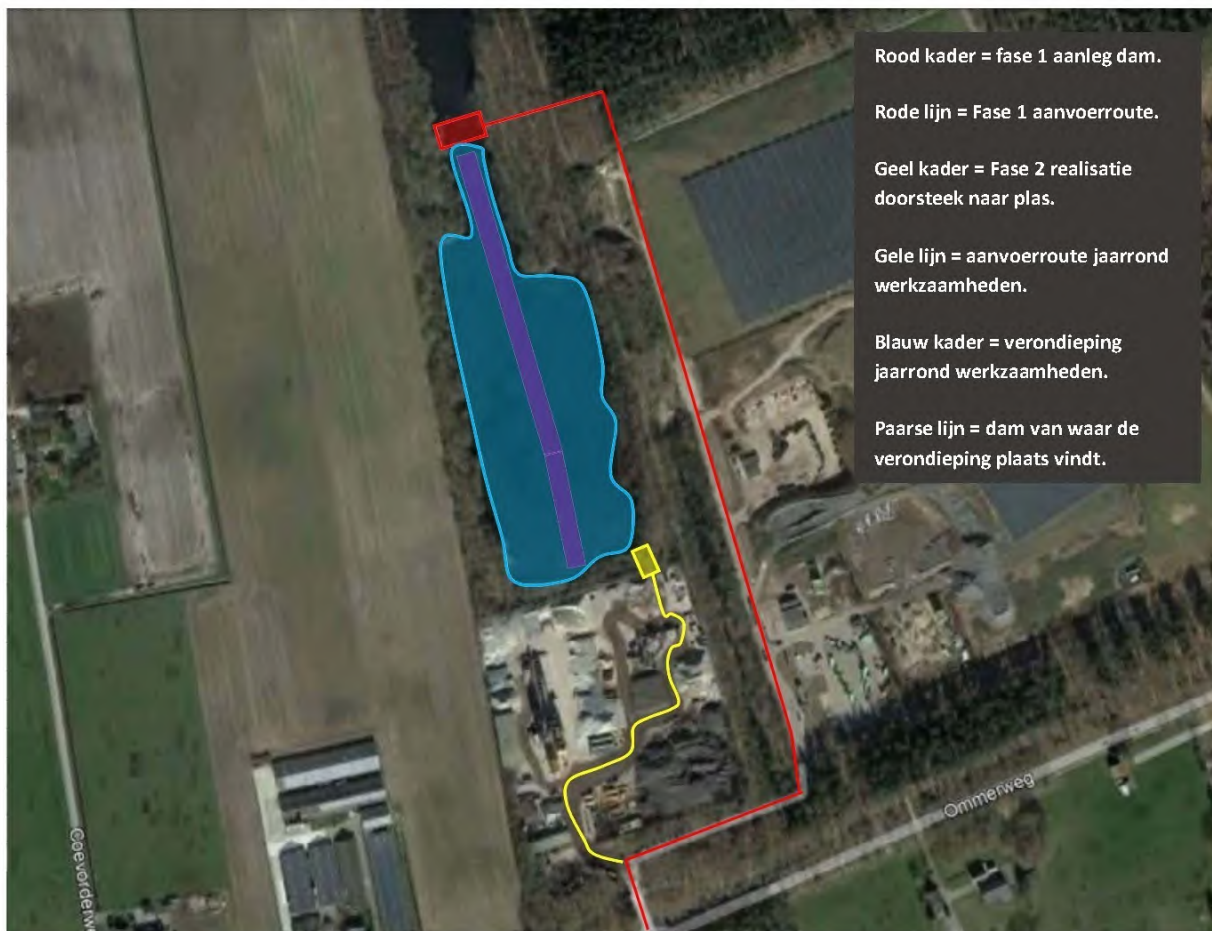 Rood kader = fase 1 aanleg dam.
Rode lijn = Fase 1 aanvoerroute.
Geel kader = Fase 2 realisatie
doorsteek naar plas.
Gele lijn = aanvoerroute jaarrond
werkzaamheden.
Blauw kader = verondieping
jaarrond werkzaamheden.
Paarse lijn = dam van waar de
verondieping plaats vindt.
Ommerweg